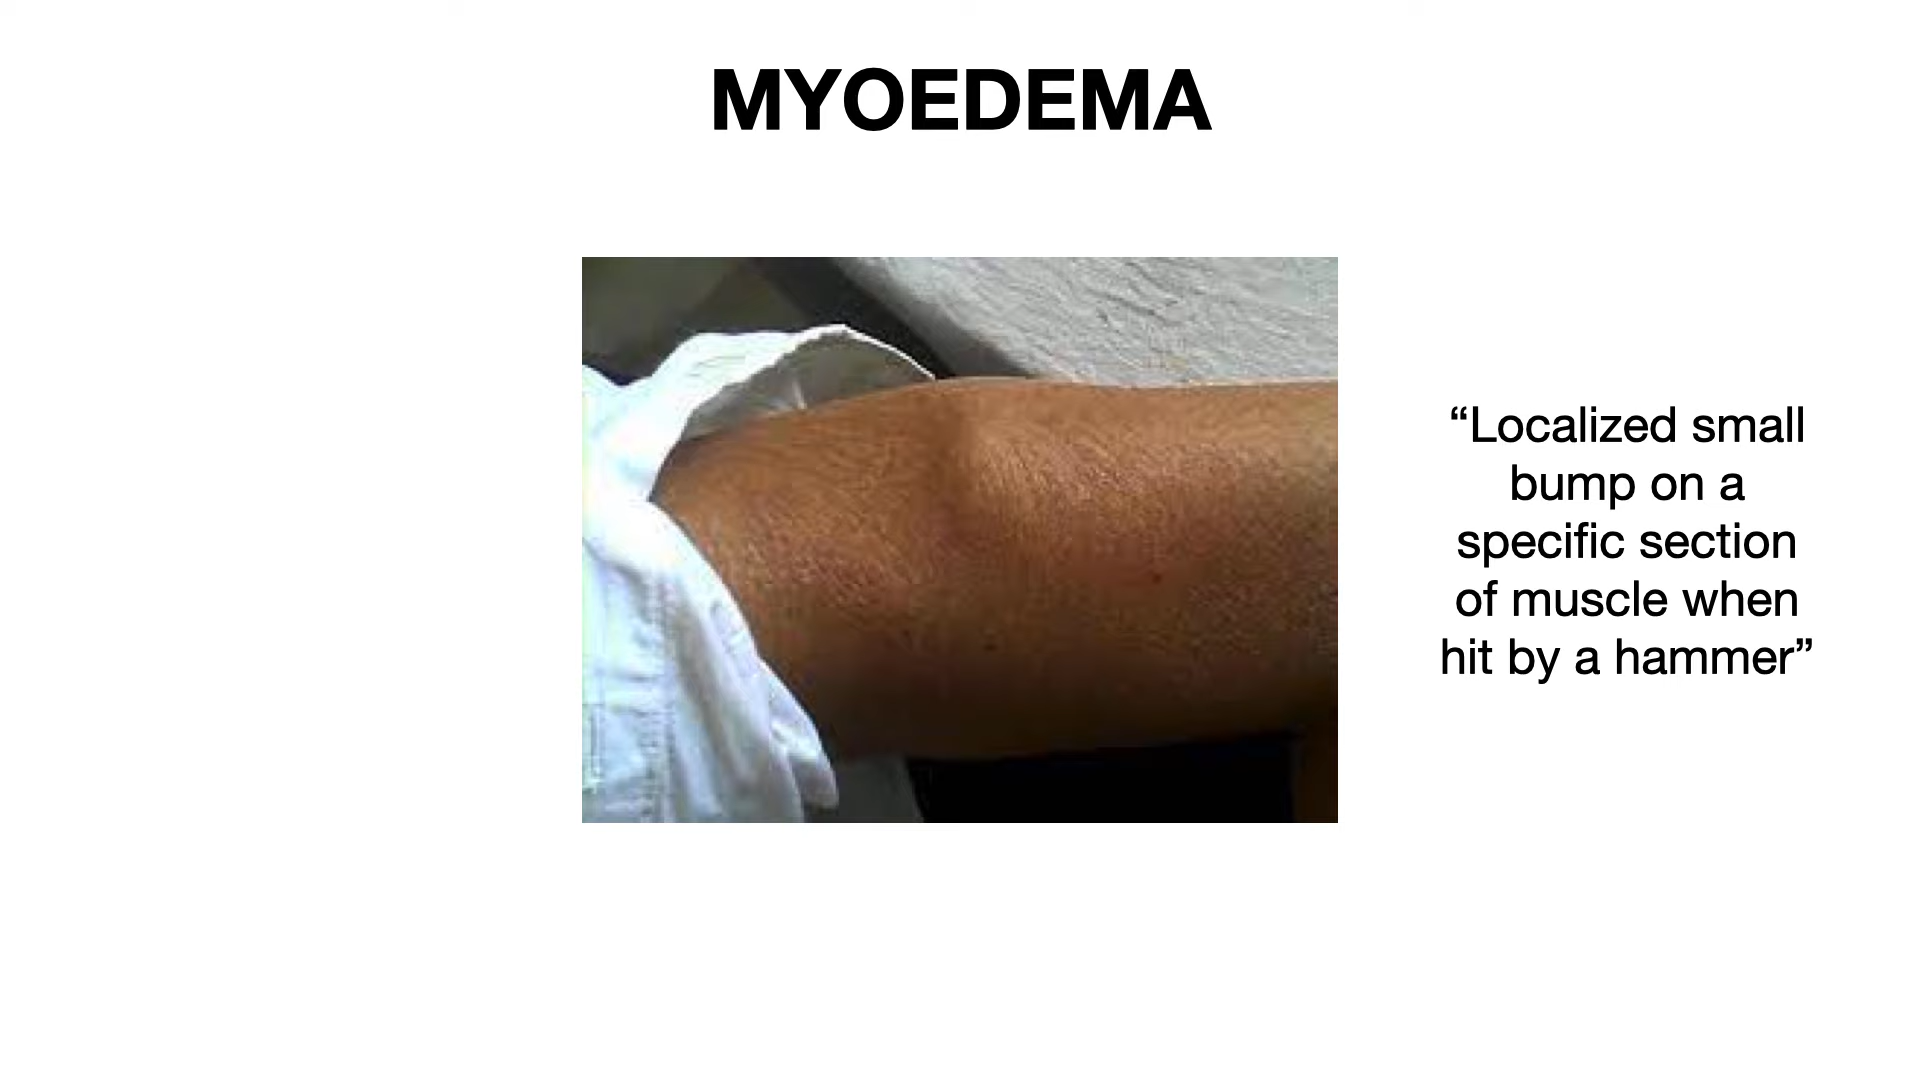 MYOEDEMA
“Localized small
bump on a
specific section
of muscle when
hit by a hammer”